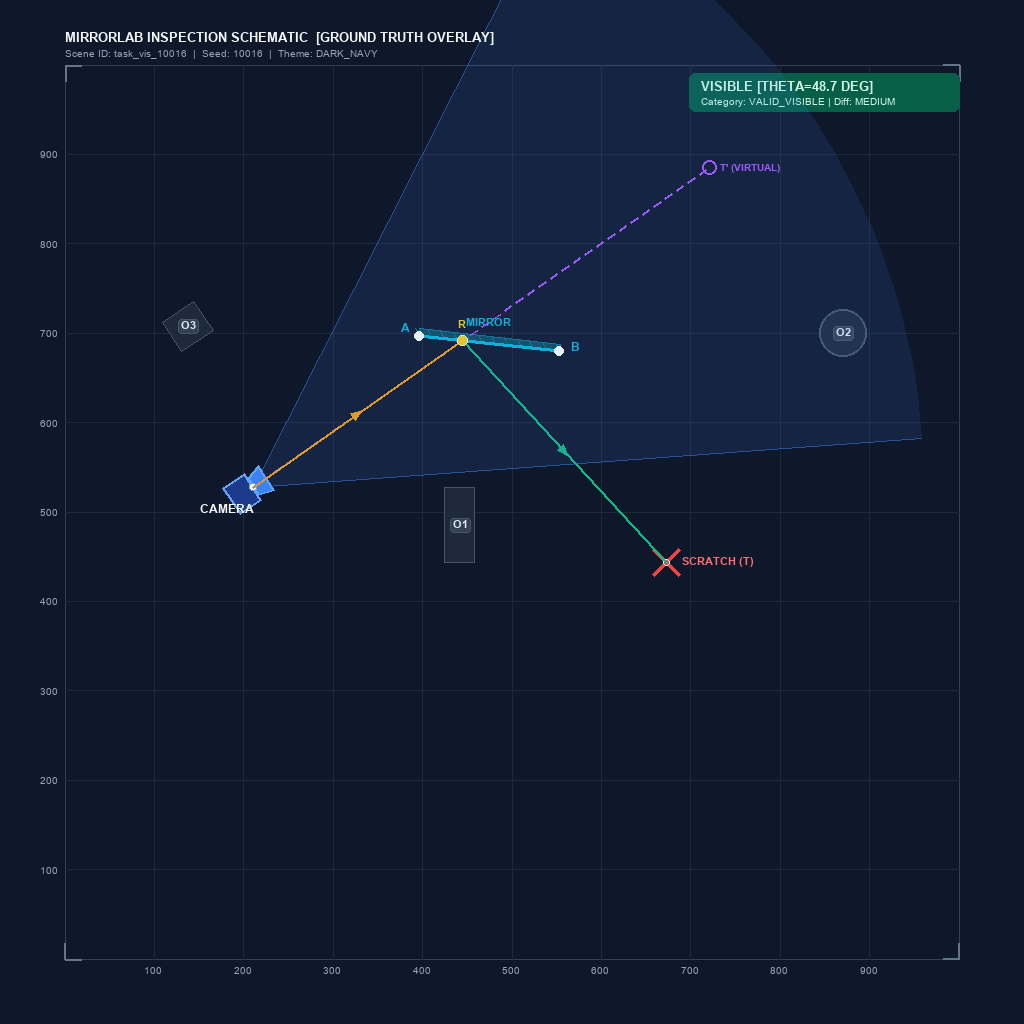 MIRRORLAB INSPECTION SCHEMATIC  [GROUND TRUTH OVERLAY]
Scene ID: task_vis_10016  |  Seed: 10016  |  Theme: DARK_NAVY
VISIBLE [THETA=48.7 DEG]
Category: VALID_VISIBLE | Diff: MEDIUM
900
T' (VIRTUAL)
800
O3
A
R
MIRROR
B
O2
700
600
CAMERA
O1
500
SCRATCH (T)
400
300
200
100
100
200
300
400
500
600
700
800
900